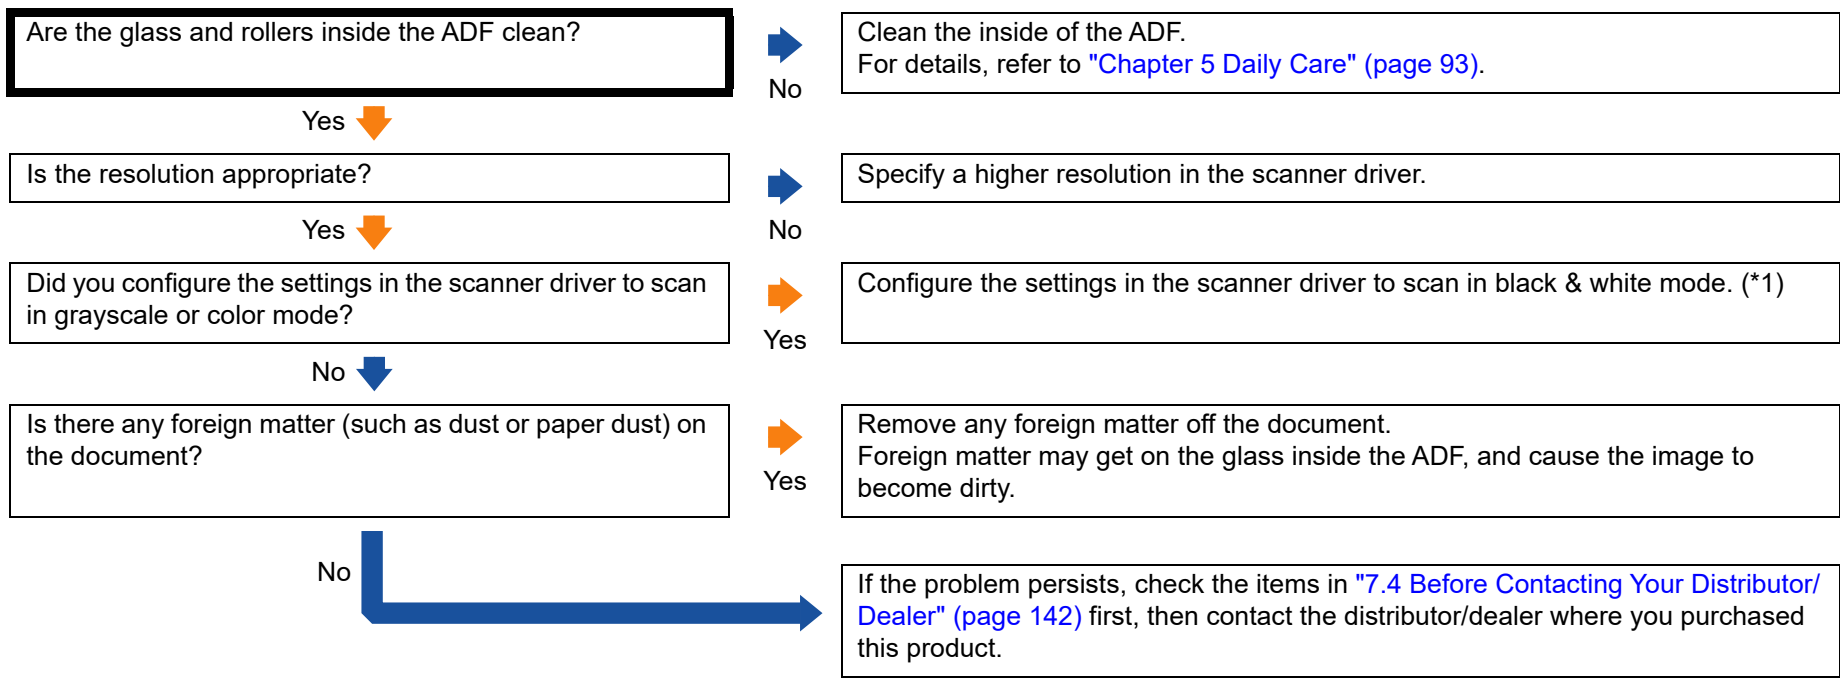 Are the glass and rollers inside the ADF clean?
No
Clean the inside of the ADF.
For details, refer to "Chapter 5 Daily Care" (page 93).
Yes
Is the resolution appropriate?
No
Specify a higher resolution in the scanner driver.
Yes
Did you configure the settings in the scanner driver to scan
in grayscale or color mode?
Yes
Configure the settings in the scanner driver to scan in black & white mode. (*1)
No
Is there any foreign matter (such as dust or paper dust) on
the document?
Yes
Remove any foreign matter off the document.
Foreign matter may get on the glass inside the ADF, and cause the image to
become dirty.
No
If the problem persists, check the items in "7.4 Before Contacting Your Distributor/
Dealer" (page 142) first, then contact the distributor/dealer where you purchased
this product.